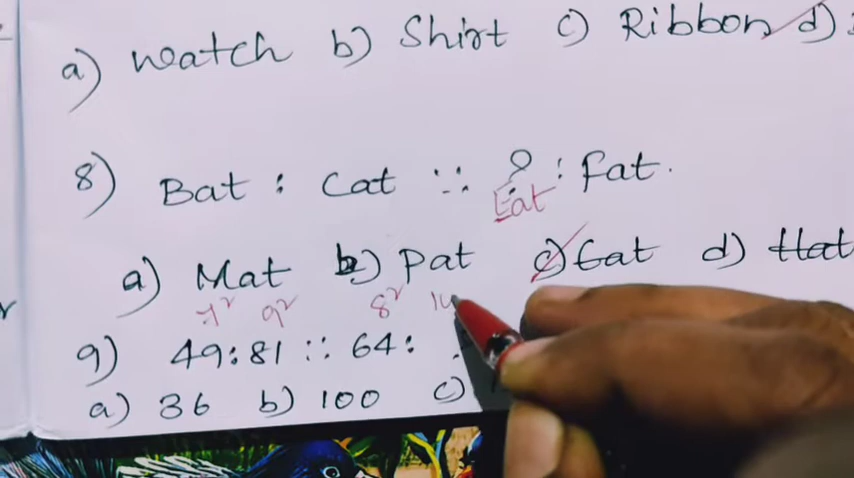 a) Watch b) Shirt c) Ribbon d)
8) Bat : Cat :: ? : fat.
Eat
a) Mat b) Pat c) Eat d) Hat
7² 9² 8² 10
9) 49:81 :: 64:
a) 36 b) 100 c)